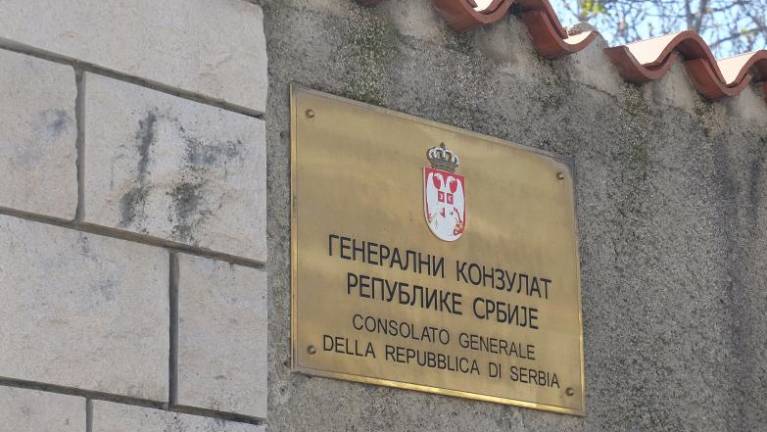 ГЕНЕРАЛНИ КОНЗУЛАТ
РЕПУБЛИКЕ СРБИЈЕ
CONSOLATO GENERALE
DELLA REPUBBLICA DI SERBIA